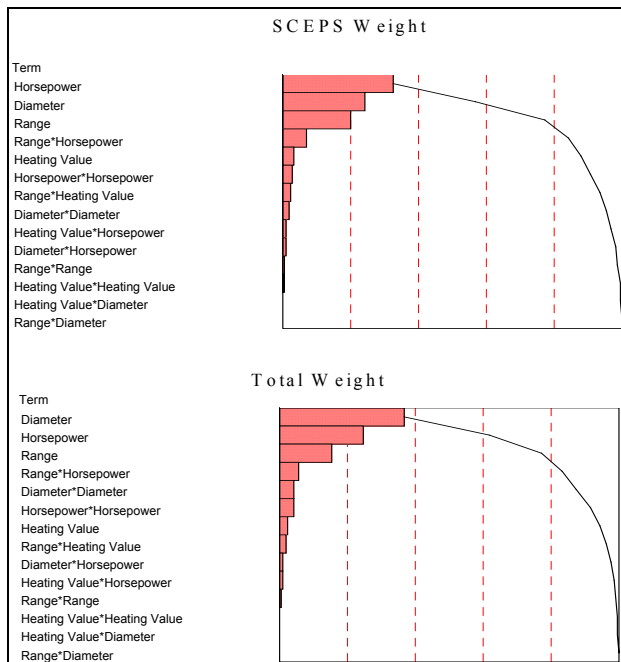 SCEPS Weight
Term
Horsepower
Diameter
Range
Range*Horsepower
Heating Value
Horsepower*Horsepower
Range*Heating Value
Diameter*Diameter
Heating Value*Horsepower
Diameter*Horsepower
Range*Range
Heating Value*Heating Value
Heating Value*Diameter
Range*Diameter
Total Weight
Term
Diameter
Horsepower
Range
Range*Horsepower
Diameter*Diameter
Horsepower*Horsepower
Heating Value
Range*Heating Value
Diameter*Horsepower
Heating Value*Horsepower
Range*Range
Heating Value*Heating Value
Heating Value*Diameter
Range*Diameter